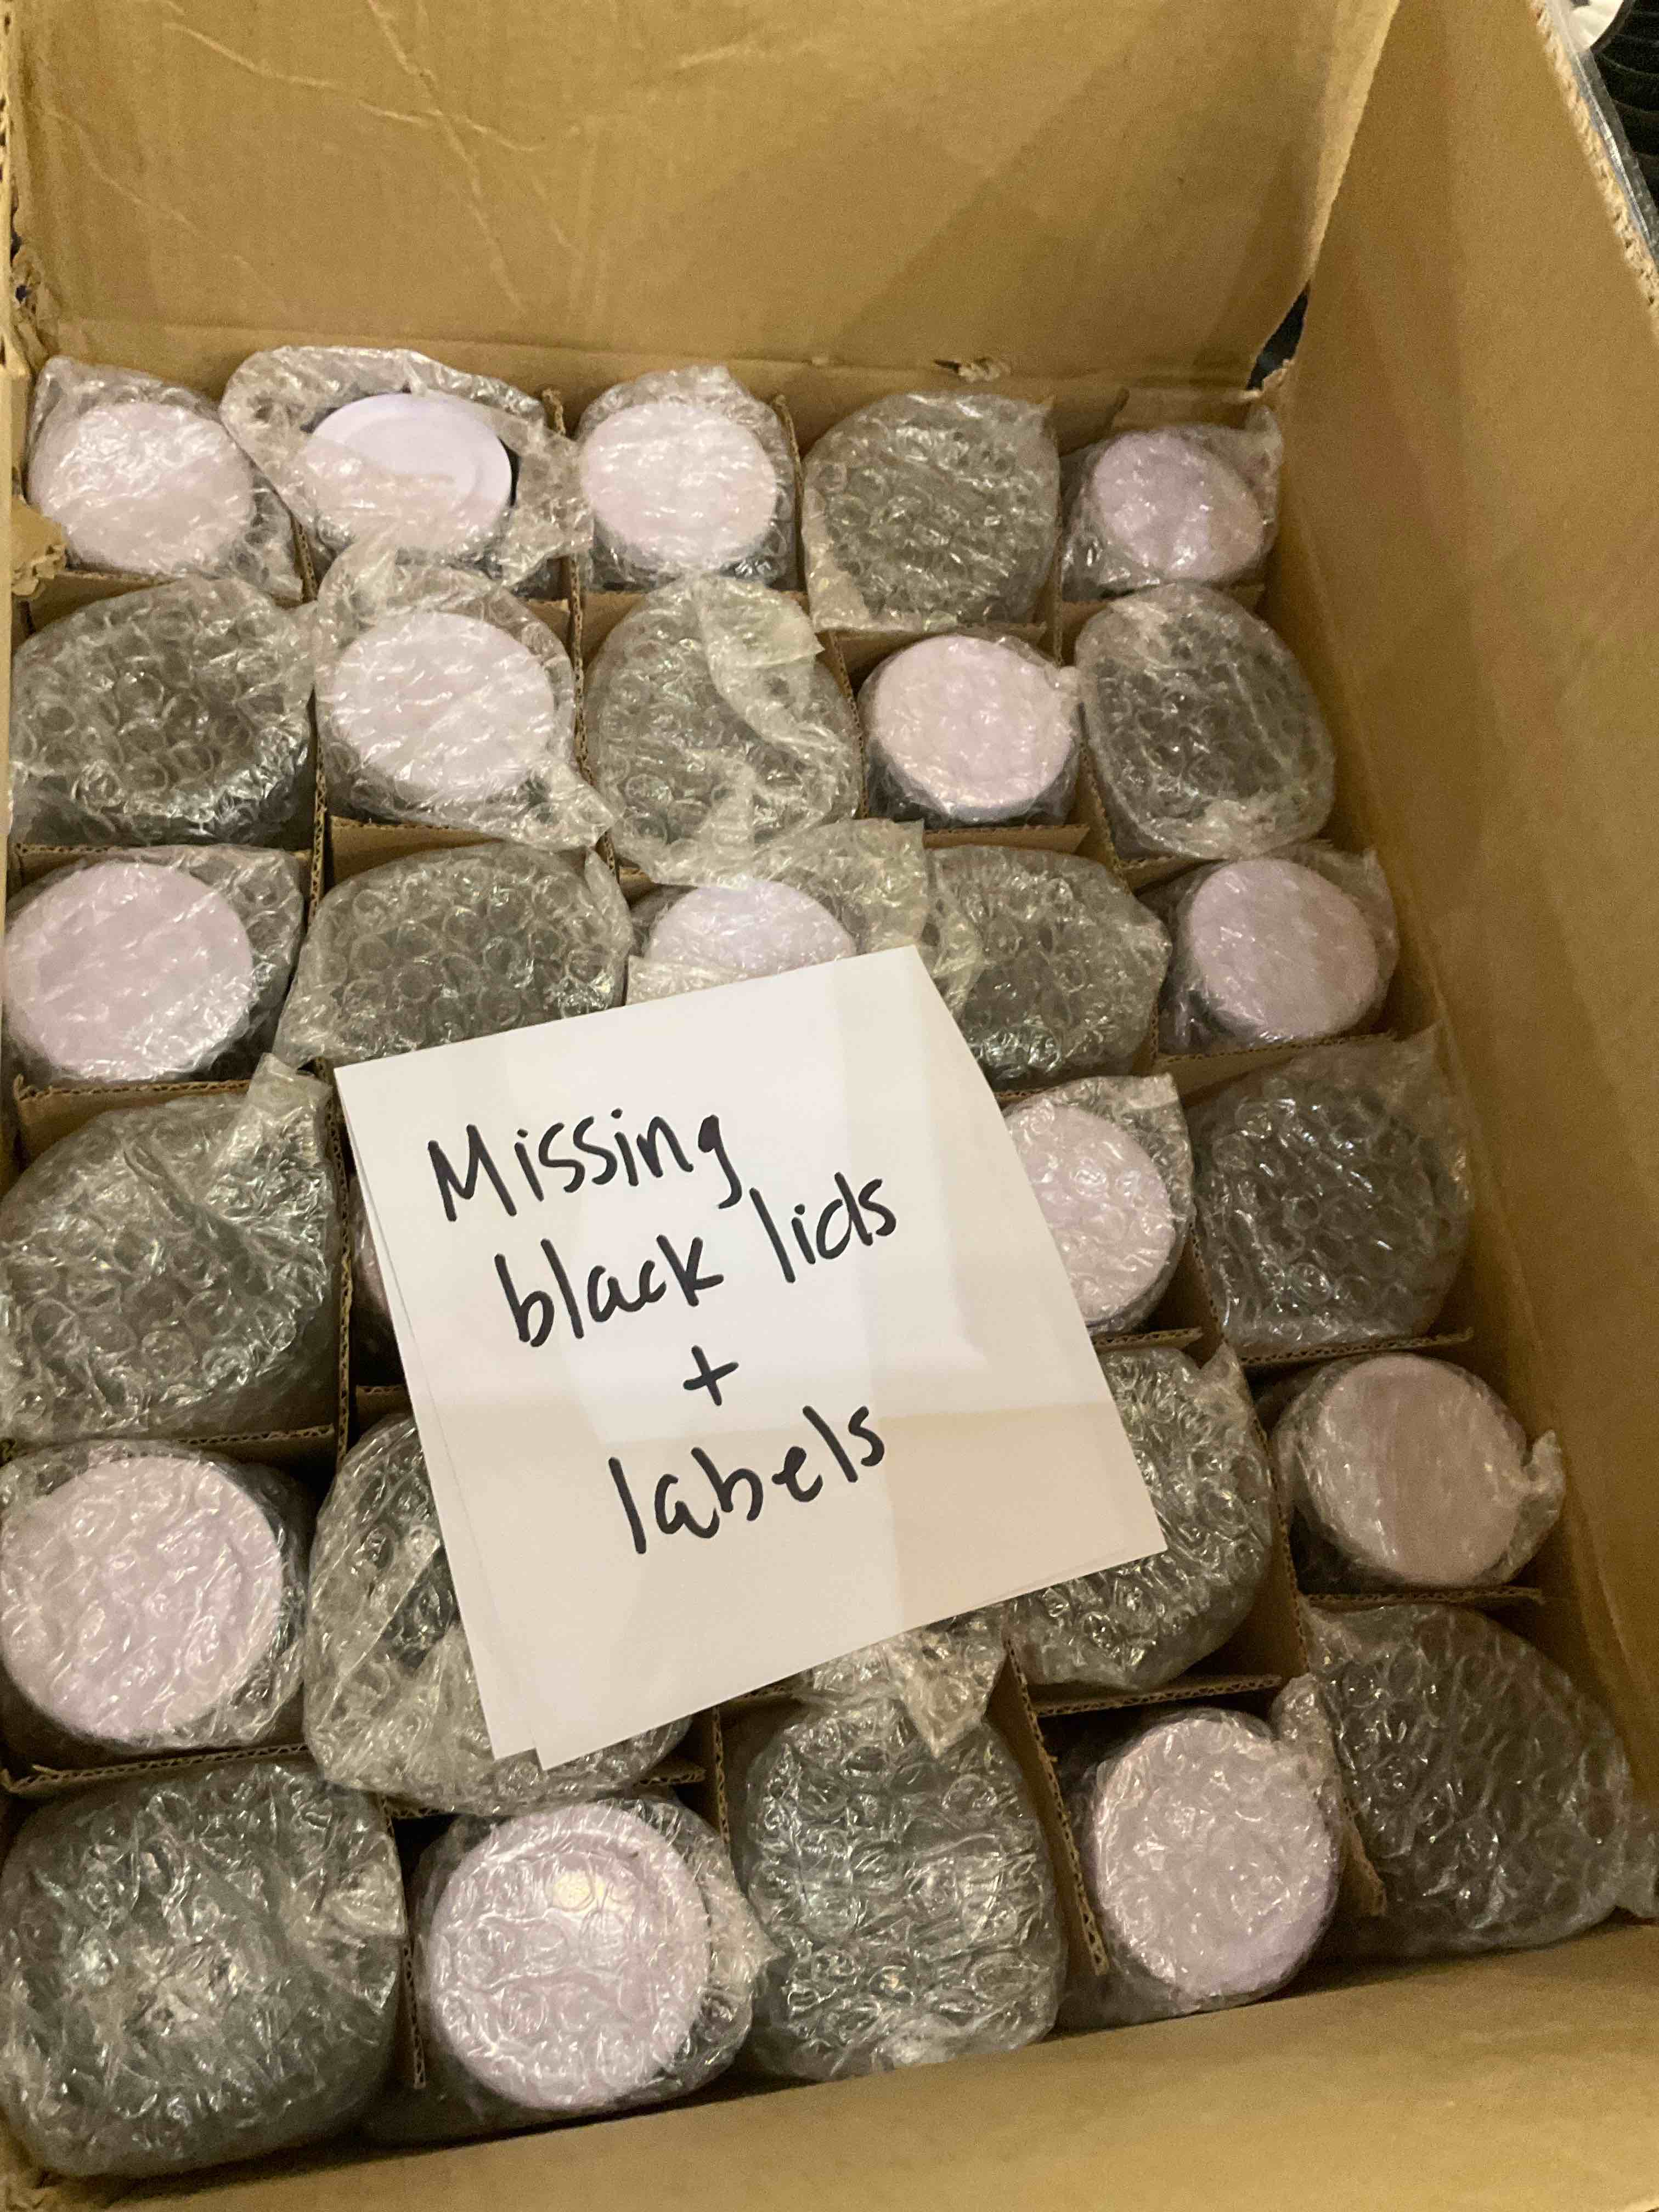 Missing
black lids
+
labels